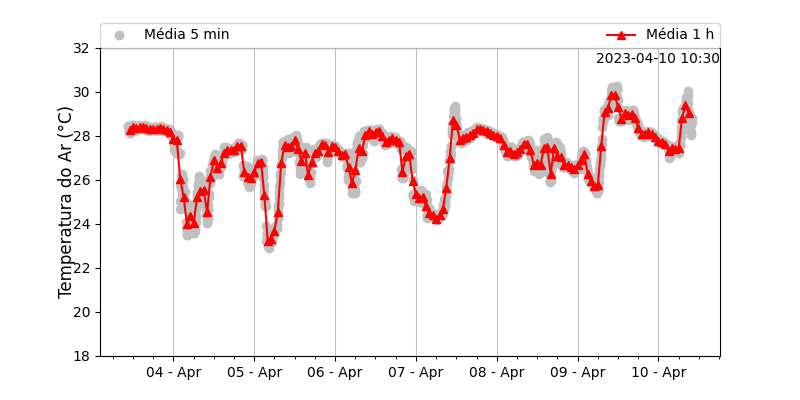 Média 5 min
Média 1 h
2023-04-10 10:30
Temperatura do Ar (°C)
32
30
28
26
24
22
20
18
04 - Apr
05 - Apr
06 - Apr
07 - Apr
08 - Apr
09 - Apr
10 - Apr